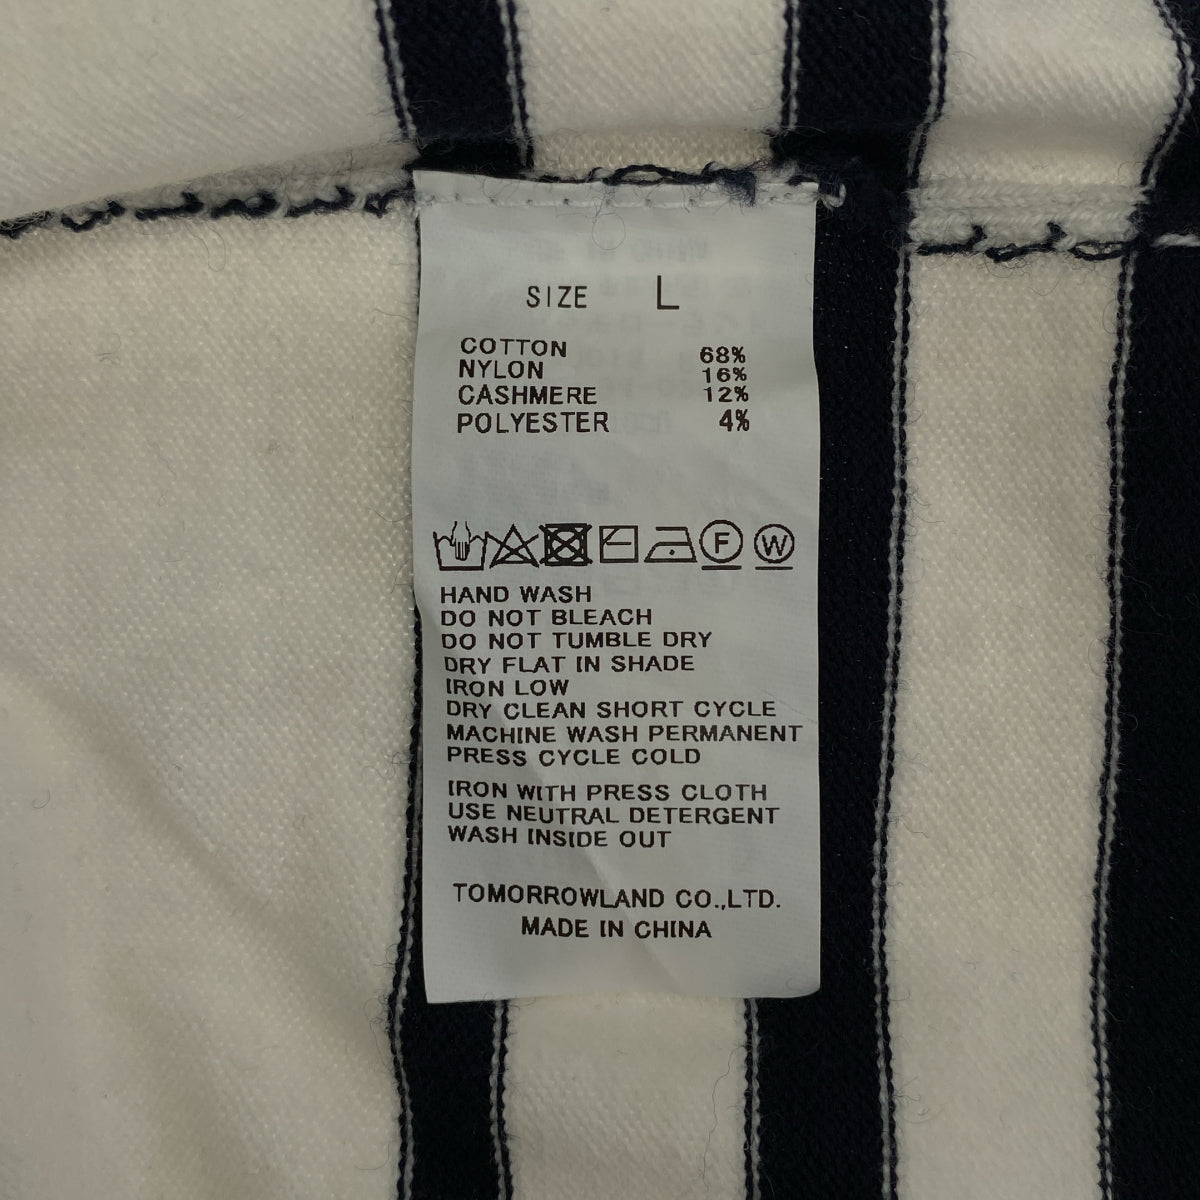 SIZE L
COTTON 68%
NYLON 16%
CASHMERE 12%
POLYESTER 4%
F W
HAND WASH
DO NOT BLEACH
DO NOT TUMBLE DRY
DRY FLAT IN SHADE
IRON LOW
DRY CLEAN SHORT CYCLE
MACHINE WASH PERMANENT
PRESS CYCLE COLD
IRON WITH PRESS CLOTH
USE NEUTRAL DETERGENT
WASH INSIDE OUT
TOMORROWLAND CO.,LTD.
MADE IN CHINA